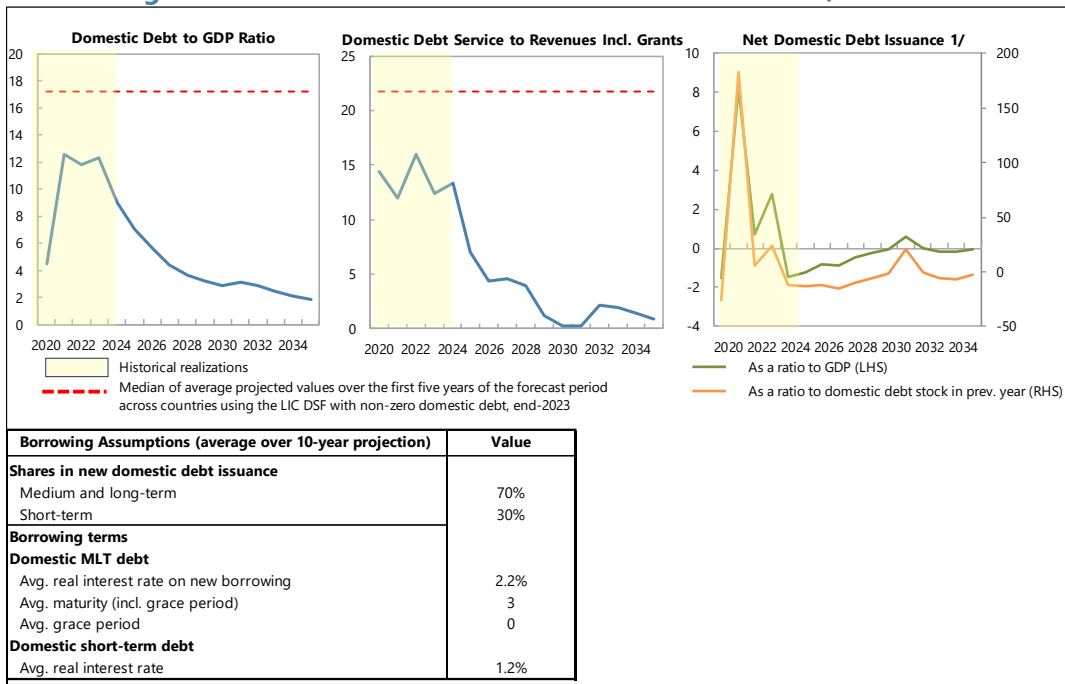 Domestic Debt to GDP Ratio
20
18
16
14
12
10
8
6
4
2
0
2020 2022 2024 2026 2028 2030 2032 2034
Domestic Debt Service to Revenues Incl. Grants
25
20
15
10
5
0
2020 2022 2024 2026 2028 2030 2032 2034
Net Domestic Debt Issuance 1/
10
8
6
4
2
0
-2
-4
200
150
100
50
0
-50
2020 2022 2024 2026 2028 2030 2032 2034
Historical realizations
Median of average projected values over the first five years of the forecast period
across countries using the LIC DSF with non-zero domestic debt, end-2023
As a ratio to GDP (LHS)
As a ratio to domestic debt stock in prev. year (RHS)
Borrowing Assumptions (average over 10-year projection) Value
Shares in new domestic debt issuance
Medium and long-term 70%
Short-term 30%
Borrowing terms
Domestic MLT debt
Avg. real interest rate on new borrowing 2.2%
Avg. maturity (incl. grace period) 3
Avg. grace period 0
Domestic short-term debt
Avg. real interest rate 1.2%